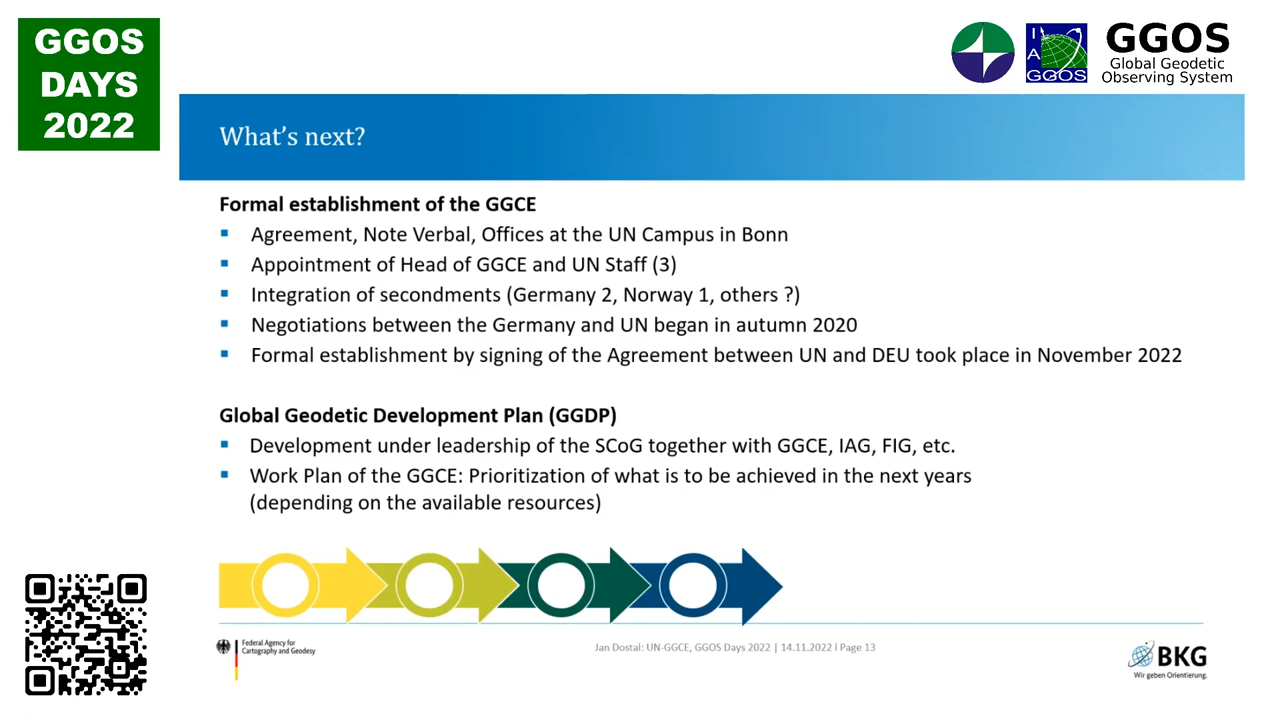 GGOS
DAYS
2022
I
A
G
GGOS
GGOS
Global Geodetic
Observing System
What's next?
Formal establishment of the GGCE
▪ Agreement, Note Verbal, Offices at the UN Campus in Bonn
▪ Appointment of Head of GGCE and UN Staff (3)
▪ Integration of secondments (Germany 2, Norway 1, others ?)
▪ Negotiations between the Germany and UN began in autumn 2020
▪ Formal establishment by signing of the Agreement between UN and DEU took place in November 2022
Global Geodetic Development Plan (GGDP)
▪ Development under leadership of the SCoG together with GGCE, IAG, FIG, etc.
▪ Work Plan of the GGCE: Prioritization of what is to be achieved in the next years
(depending on the available resources)
Federal Agency for
Cartography and Geodesy
Jan Dostal: UN-GGCE, GGOS Days 2022 | 14.11.2022 I Page 13
BKG
Wir geben Orientierung.